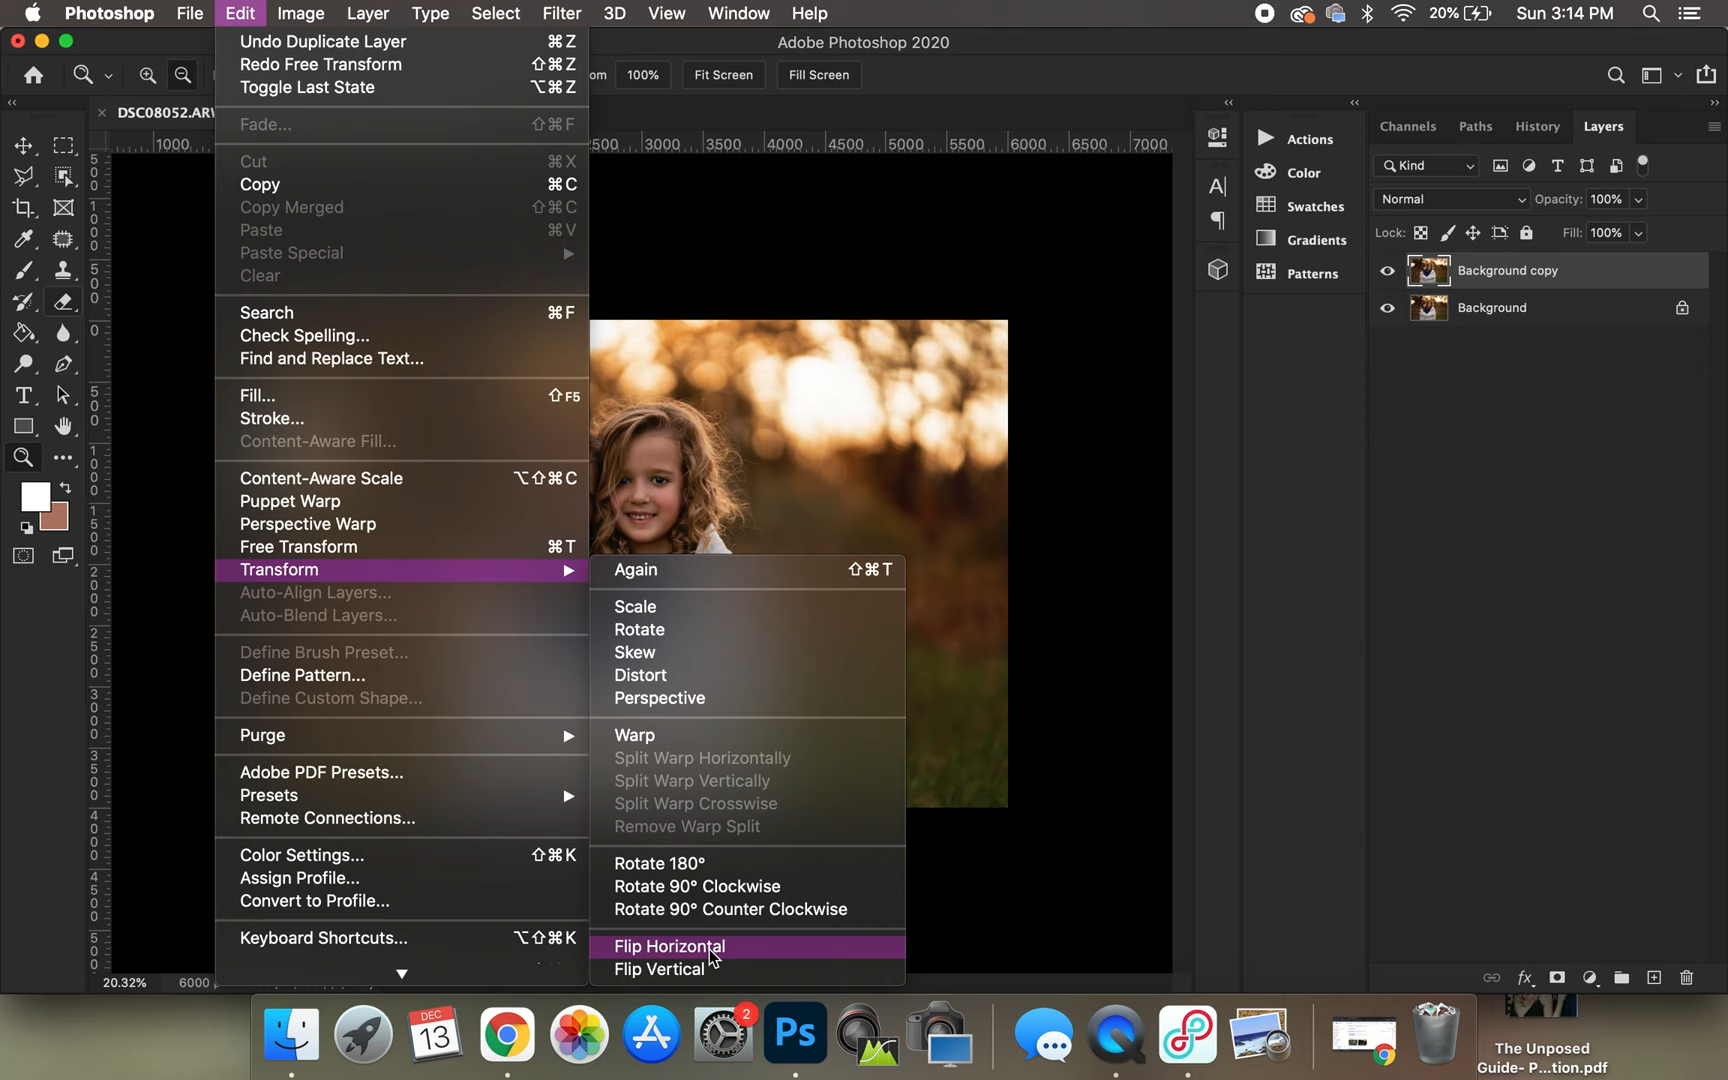 Photoshop File Edit Image Layer Type Select Filter 3D View Window Help 20% Sun 3:14 PM
Adobe Photoshop 2020
om 100% Fit Screen Fill Screen
DSC08052.AR
1000 2500 3000 3500 4000 4500 5000 5500 6000 6500 7000
Undo Duplicate Layer ⌘Z
Redo Free Transform ⇧⌘Z
Toggle Last State ⌥⌘Z
Fade... ⇧⌘F
Cut ⌘X
Copy ⌘C
Copy Merged ⇧⌘C
Paste ⌘V
Paste Special
Clear
Search ⌘F
Check Spelling...
Find and Replace Text...
Fill... ⇧F5
Stroke...
Content-Aware Fill...
Content-Aware Scale ⌥⇧⌘C
Puppet Warp
Perspective Warp
Free Transform ⌘T
Transform
Auto-Align Layers...
Auto-Blend Layers...
Define Brush Preset...
Define Pattern...
Define Custom Shape...
Purge
Adobe PDF Presets...
Presets
Remote Connections...
Color Settings... ⇧⌘K
Assign Profile...
Convert to Profile...
Keyboard Shortcuts... ⌥⇧⌘K
Again ⇧⌘T
Scale
Rotate
Skew
Distort
Perspective
Warp
Split Warp Horizontally
Split Warp Vertically
Split Warp Crosswise
Remove Warp Split
Rotate 180°
Rotate 90° Clockwise
Rotate 90° Counter Clockwise
Flip Horizontal
Flip Vertical
Actions
Color
Swatches
Gradients
Patterns
Channels Paths History Layers
Kind
Normal Opacity: 100%
Lock: Fill: 100%
Background copy
Background
20.32% 6000 p
DEC
13
2
Ps
The Unposed
Guide- P...tion.pdf